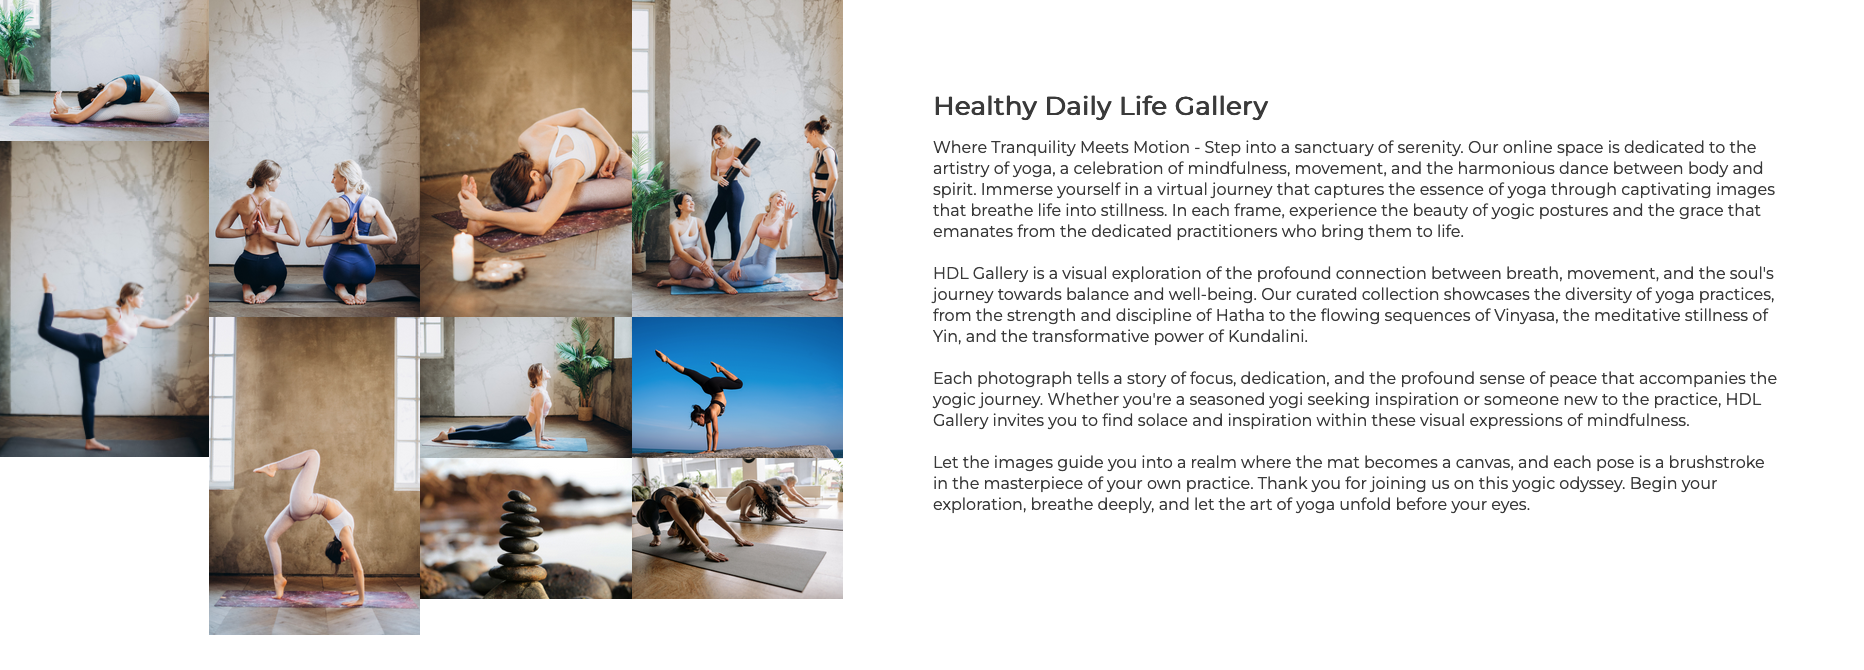 Healthy Daily Life Gallery
Where Tranquility Meets Motion - Step into a sanctuary of serenity. Our online space is dedicated to the
artistry of yoga, a celebration of mindfulness, movement, and the harmonious dance between body and
spirit. Immerse yourself in a virtual journey that captures the essence of yoga through captivating images
that breathe life into stillness. In each frame, experience the beauty of yogic postures and the grace that
emanates from the dedicated practitioners who bring them to life.
HDL Gallery is a visual exploration of the profound connection between breath, movement, and the soul's
journey towards balance and well-being. Our curated collection showcases the diversity of yoga practices,
from the strength and discipline of Hatha to the flowing sequences of Vinyasa, the meditative stillness of
Yin, and the transformative power of Kundalini.
Each photograph tells a story of focus, dedication, and the profound sense of peace that accompanies the
yogic journey. Whether you're a seasoned yogi seeking inspiration or someone new to the practice, HDL
Gallery invites you to find solace and inspiration within these visual expressions of mindfulness.
Let the images guide you into a realm where the mat becomes a canvas, and each pose is a brushstroke
in the masterpiece of your own practice. Thank you for joining us on this yogic odyssey. Begin your
exploration, breathe deeply, and let the art of yoga unfold before your eyes.